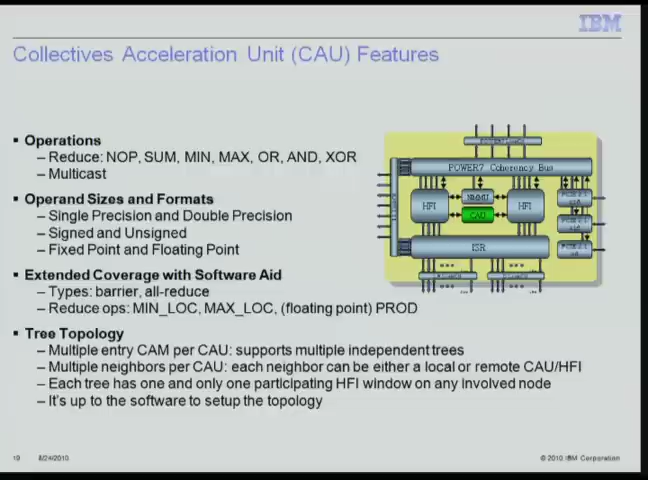 IBM
Collectives Acceleration Unit (CAU) Features
▪ Operations
– Reduce: NOP, SUM, MIN, MAX, OR, AND, XOR
– Multicast
▪ Operand Sizes and Formats
– Single Precision and Double Precision
– Signed and Unsigned
– Fixed Point and Floating Point
▪ Extended Coverage with Software Aid
– Types: barrier, all-reduce
– Reduce ops: MIN_LOC, MAX_LOC, (floating point) PROD
▪ Tree Topology
– Multiple entry CAM per CAU: supports multiple independent trees
– Multiple neighbors per CAU: each neighbor can be either a local or remote CAU/HFI
– Each tree has one and only one participating HFI window on any involved node
– It's up to the software to setup the topology
POWER7 Coherency Bus
HFI
NMMU
CAU
HFI
ISR
19
8/24/2010
© 2010 IBM Corporation